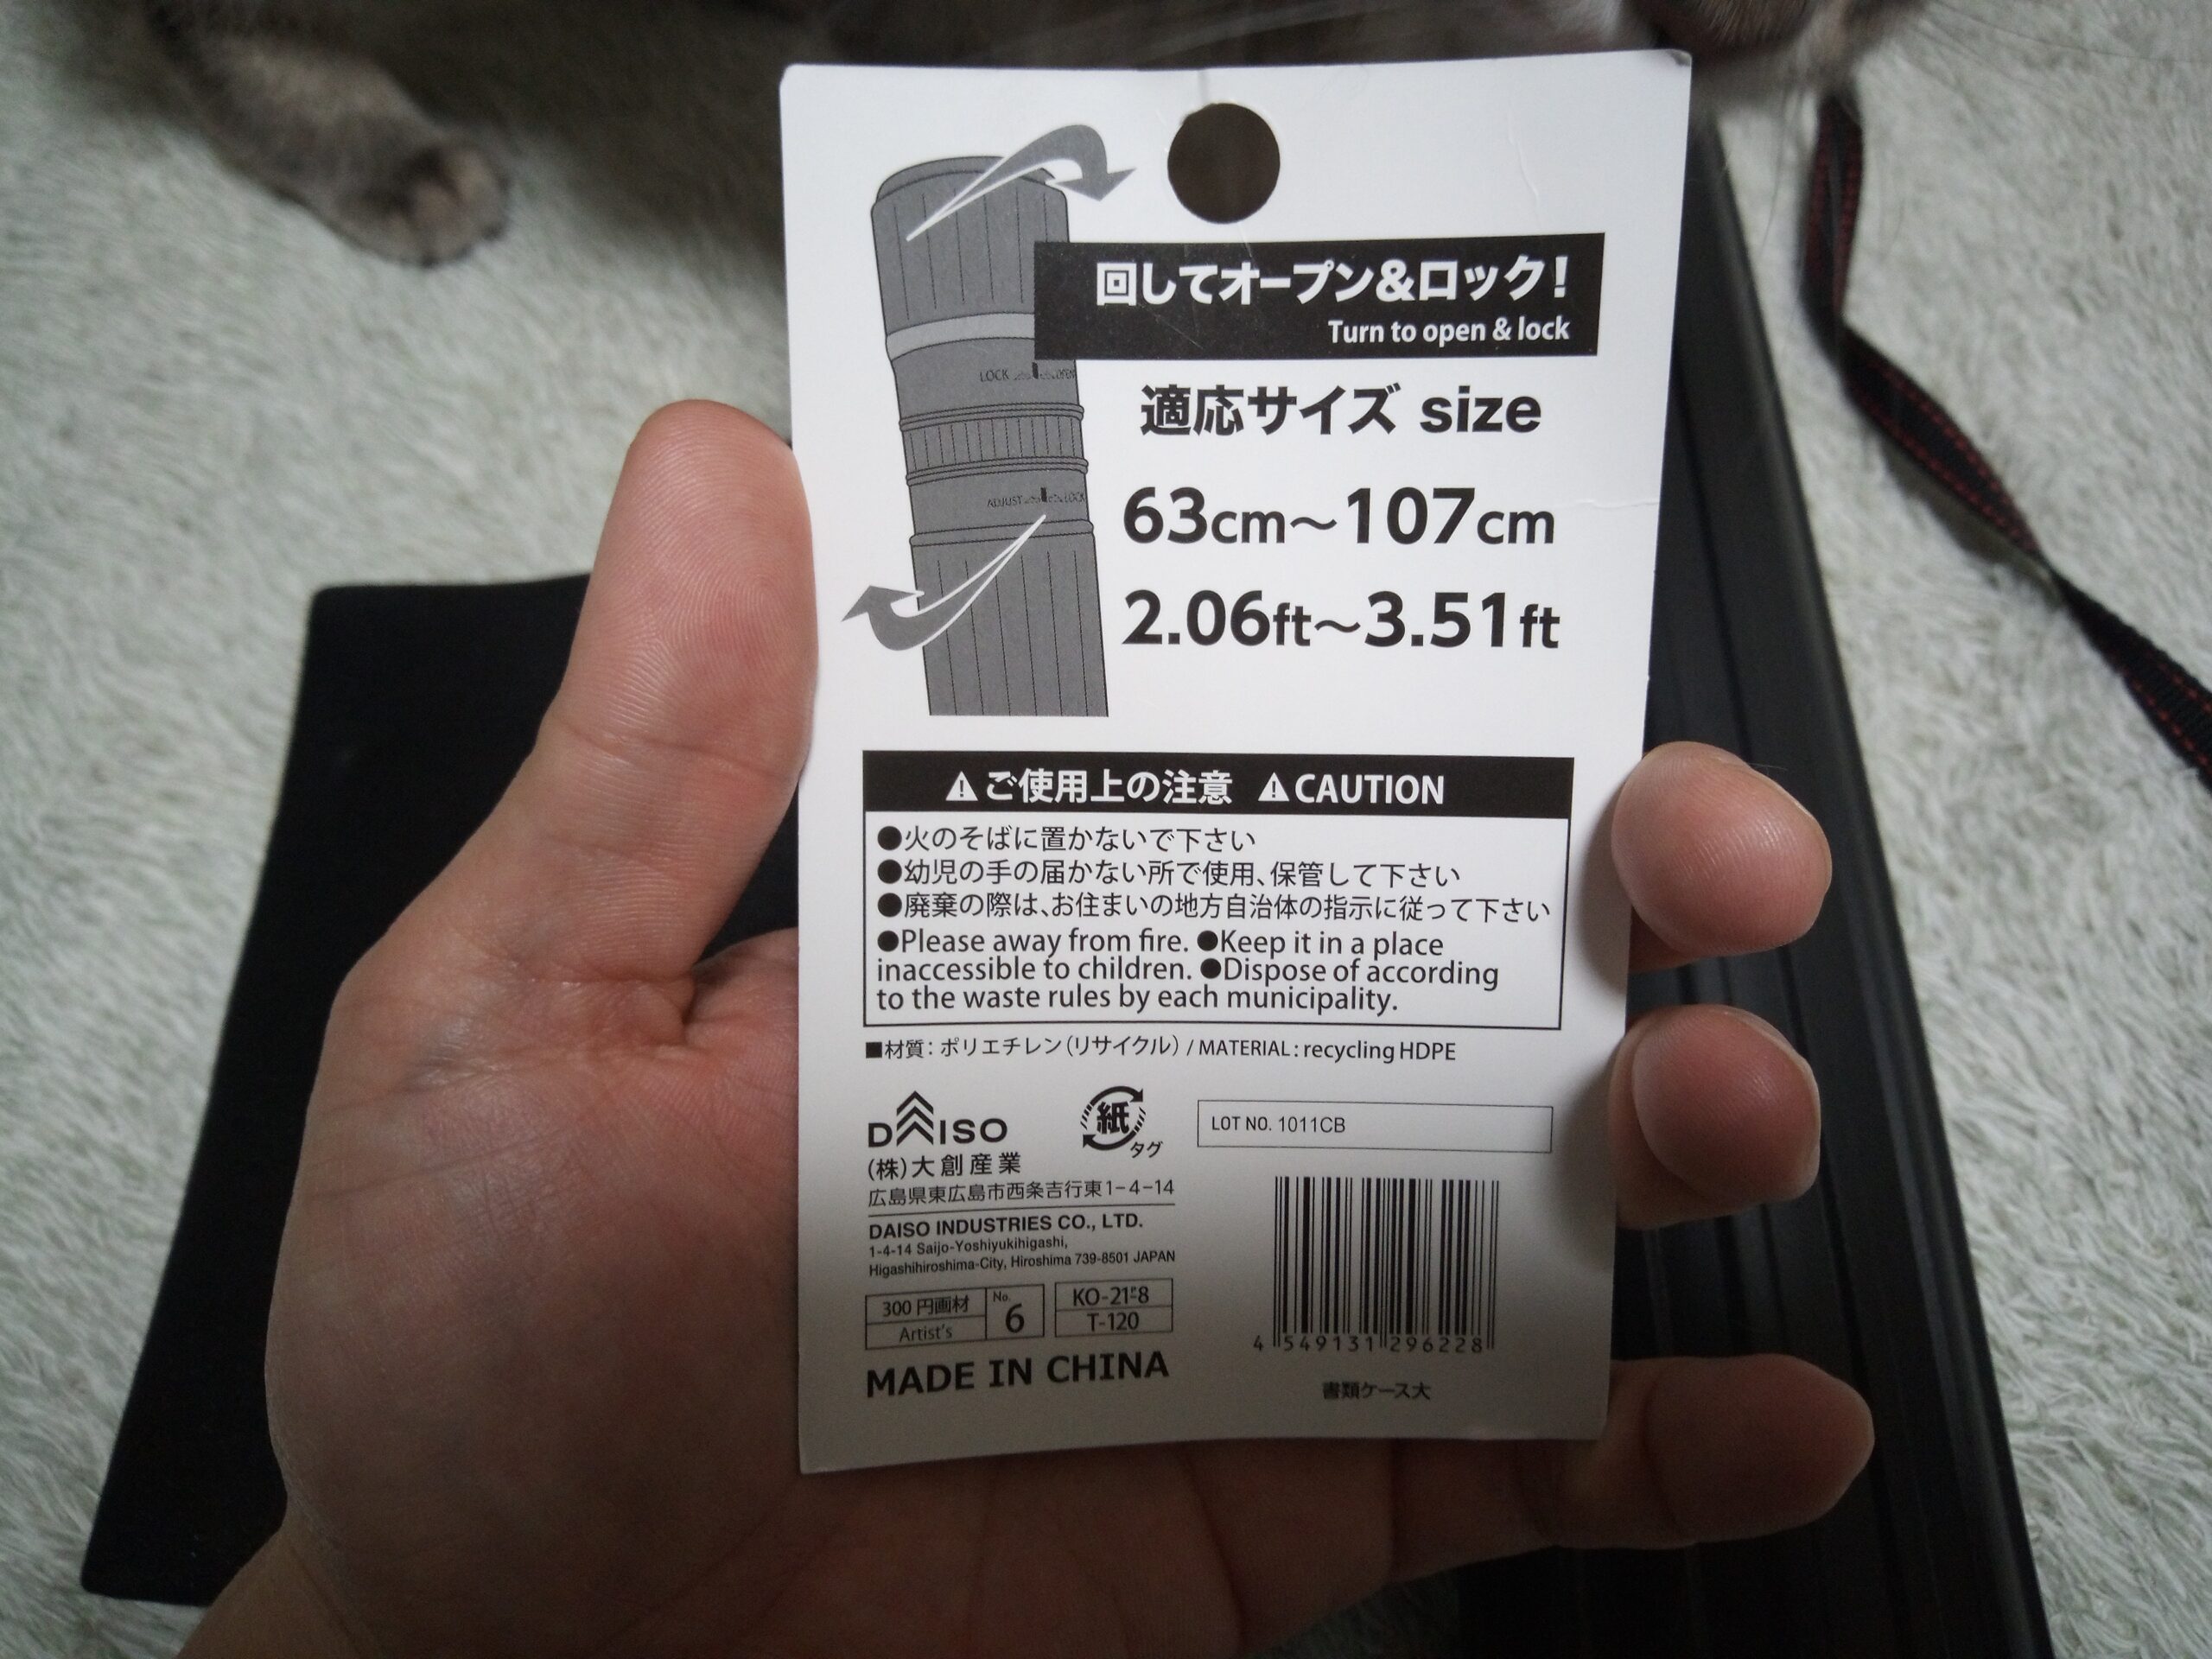 回してオープン&ロック!
Turn to open & lock
LOCK OPEN
適応サイズ size
ADJUST LOCK
63cm～107cm
2.06ft～3.51ft
⚠ご使用上の注意 ⚠CAUTION
●火のそばに置かないで下さい
●幼児の手の届かない所で使用、保管して下さい
●廃棄の際は、お住まいの地方自治体の指示に従って下さい
●Please away from fire. ●Keep it in a place
inaccessible to children. ●Dispose of according
to the waste rules by each municipality.
■材質：ポリエチレン（リサイクル）/ MATERIAL : recycling HDPE
DAISO
紙
タグ
LOT NO. 1011CB
(株)大創産業
広島県東広島市西条吉行東1-4-14
DAISO INDUSTRIES CO., LTD.
1-4-14 Saijo-Yoshiyukihigashi,
Higashihiroshima-City, Hiroshima 739-8501 JAPAN
300円画材
Artist's
No.
6
T-120
MADE IN CHINA
4 549131 296228
書類ケース大